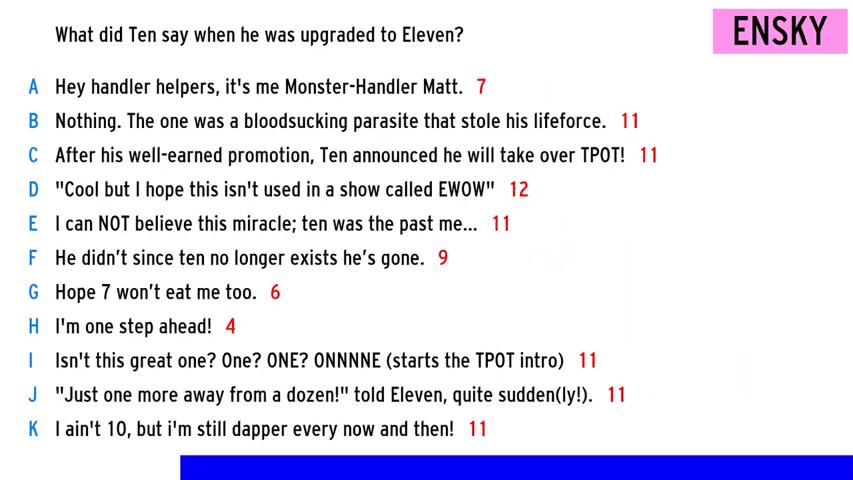 What did Ten say when he was upgraded to Eleven?
ENSKY
A Hey handler helpers, it's me Monster-Handler Matt. 7
B Nothing. The one was a bloodsucking parasite that stole his lifeforce. 11
C After his well-earned promotion, Ten announced he will take over TPOT! 11
D "Cool but I hope this isn't used in a show called EWOW" 12
E I can NOT believe this miracle; ten was the past me... 11
F He didn’t since ten no longer exists he’s gone. 9
G Hope 7 won’t eat me too. 6
H I'm one step ahead! 4
I Isn't this great one? One? ONE? ONNNNE (starts the TPOT intro) 11
J "Just one more away from a dozen!" told Eleven, quite sudden(ly!). 11
K I ain't 10, but i'm still dapper every now and then! 11